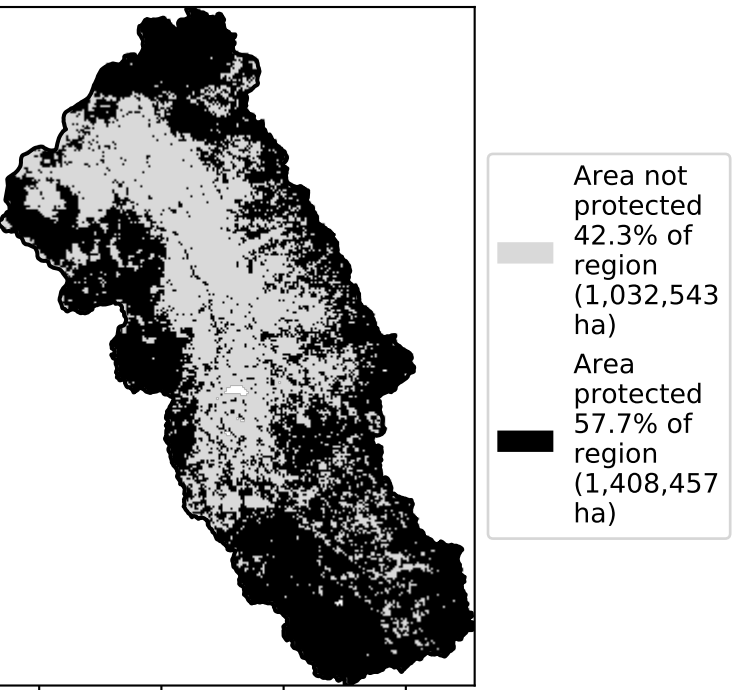 Area not
protected
42.3% of
region
(1,032,543
ha)
Area
protected
57.7% of
region
(1,408,457
ha)